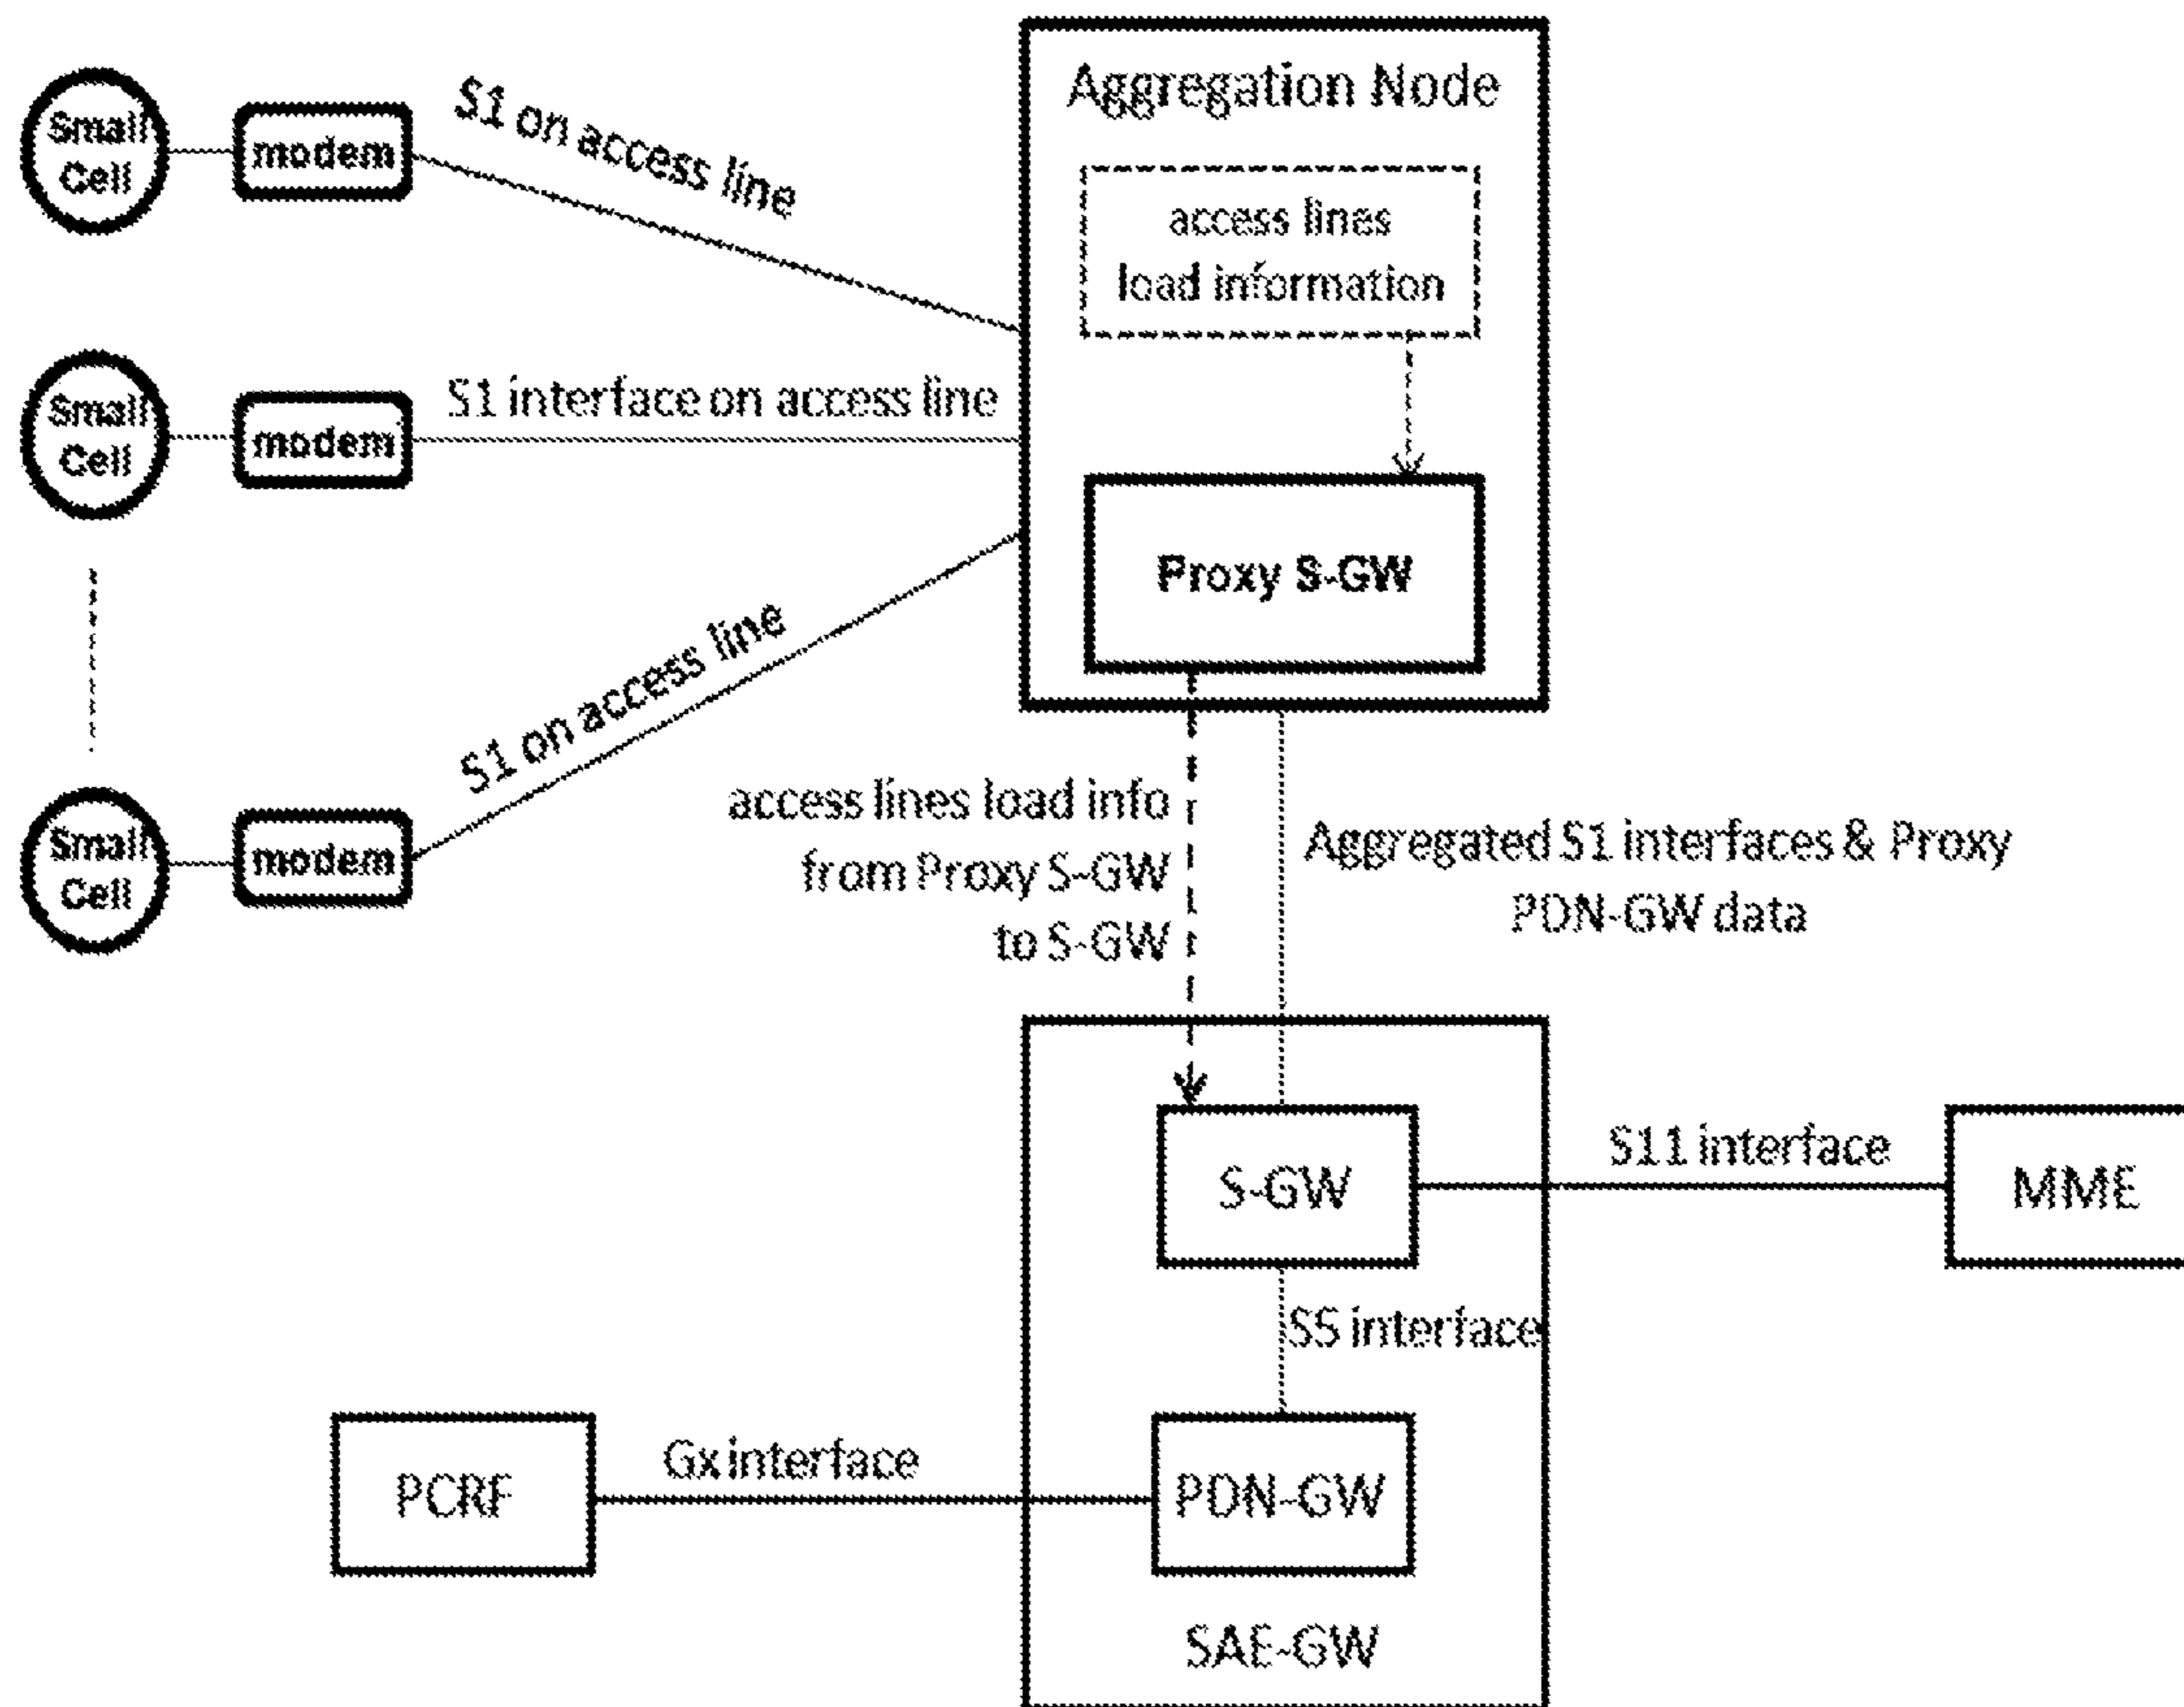 Aggregation Node
Small
Cell
modem
S1 on access line
access lines
load information
Small
Cell
modem
S1 interface on access line
Proxy S-GW
S1 on access line
Small
Cell
modem
access lines load info
from Proxy S-GW
to S-GW
Aggregated S1 interfaces & Proxy
PDN-GW data
S-GW
S11 interface
MME
S5 interface
PCRF
Gx interface
PDN-GW
SAE-GW